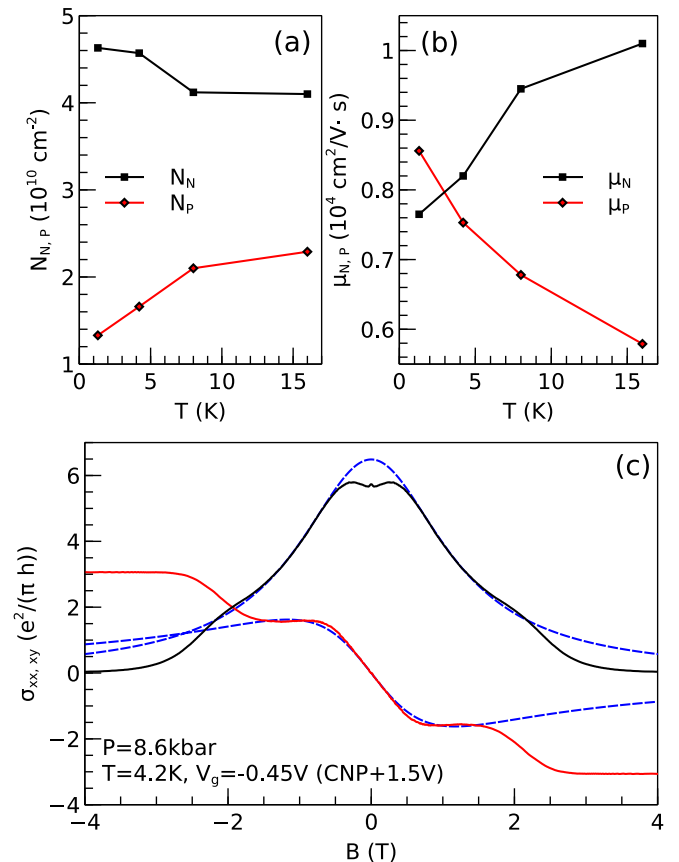 (a)
N_N, P (10^10 cm^-2)
5
4
3
2
1
N_N
N_P
0 5 10 15
T (K)
(b)
μ_N, P (10^4 cm^2/V· s)
1
0.9
0.8
0.7
0.6
μ_N
μ_P
0 5 10 15
T (K)
(c)
σ_xx, xy (e^2/(π h))
6
4
2
0
−2
−4
P=8.6kbar
T=4.2K, V_g=-0.45V (CNP+1.5V)
−4 −2 0 2 4
B (T)